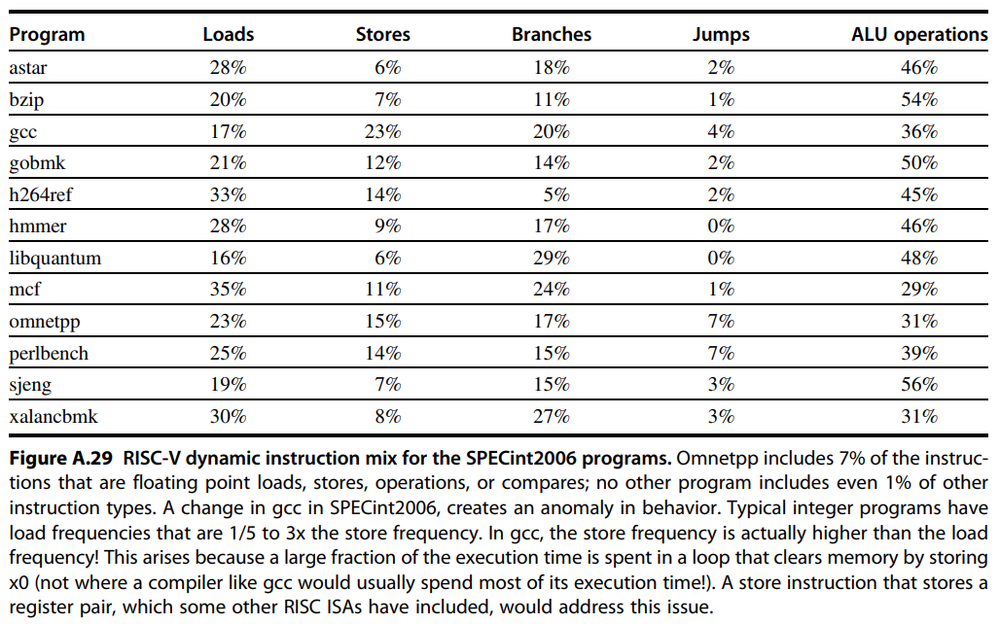 Program Loads Stores Branches Jumps ALU operations
astar 28% 6% 18% 2% 46%
bzip 20% 7% 11% 1% 54%
gcc 17% 23% 20% 4% 36%
gobmk 21% 12% 14% 2% 50%
h264ref 33% 14% 5% 2% 45%
hmmer 28% 9% 17% 0% 46%
libquantum 16% 6% 29% 0% 48%
mcf 35% 11% 24% 1% 29%
omnetpp 23% 15% 17% 7% 31%
perlbench 25% 14% 15% 7% 39%
sjeng 19% 7% 15% 3% 56%
xalancbmk 30% 8% 27% 3% 31%
Figure A.29 RISC-V dynamic instruction mix for the SPECint2006 programs. Omnetpp includes 7% of the instruc-
tions that are floating point loads, stores, operations, or compares; no other program includes even 1% of other
instruction types. A change in gcc in SPECint2006, creates an anomaly in behavior. Typical integer programs have
load frequencies that are 1/5 to 3x the store frequency. In gcc, the store frequency is actually higher than the load
frequency! This arises because a large fraction of the execution time is spent in a loop that clears memory by storing
x0 (not where a compiler like gcc would usually spend most of its execution time!). A store instruction that stores a
register pair, which some other RISC ISAs have included, would address this issue.